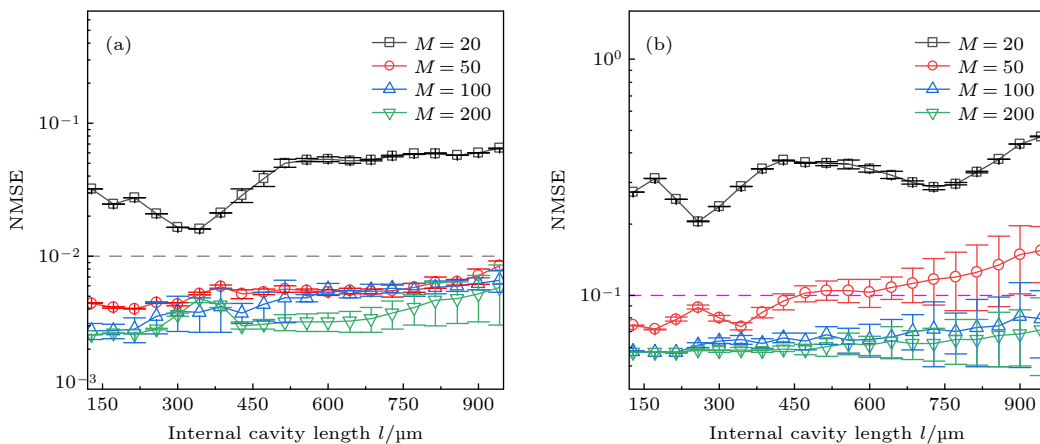 (a)
M = 20
M = 50
M = 100
M = 200
NMSE
10⁻¹
10⁻²
10⁻³
150 300 450 600 750 900
Internal cavity length l/μm
(b)
M = 20
M = 50
M = 100
M = 200
NMSE
10⁰
10⁻¹
150 300 450 600 750 900
Internal cavity length l/μm